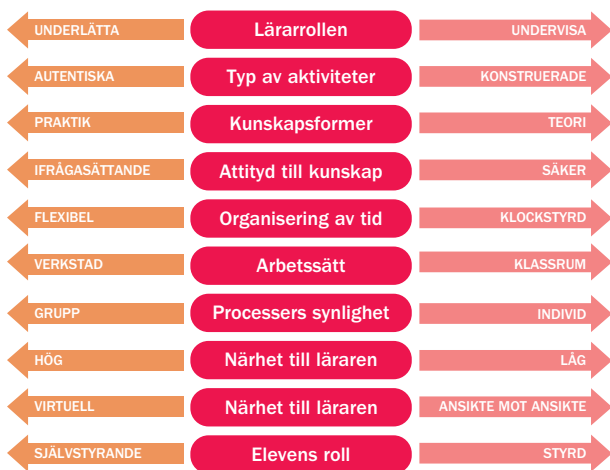 UNDERLÄTTA Lärarrollen UNDERVISA
AUTENTISKA Typ av aktiviteter KONSTRUERADE
PRAKTIK Kunskapsformer TEORI
IFRÅGASÄTTANDE Attityd till kunskap SÄKER
FLEXIBEL Organisering av tid KLOCKSTYRD
VERKSTAD Arbetssätt KLASSRUM
GRUPP Processers synlighet INDIVID
HÖG Närhet till läraren LÅG
VIRTUELL Närhet till läraren ANSIKTE MOT ANSIKTE
SJÄLVSTYRANDE Elevens roll STYRD